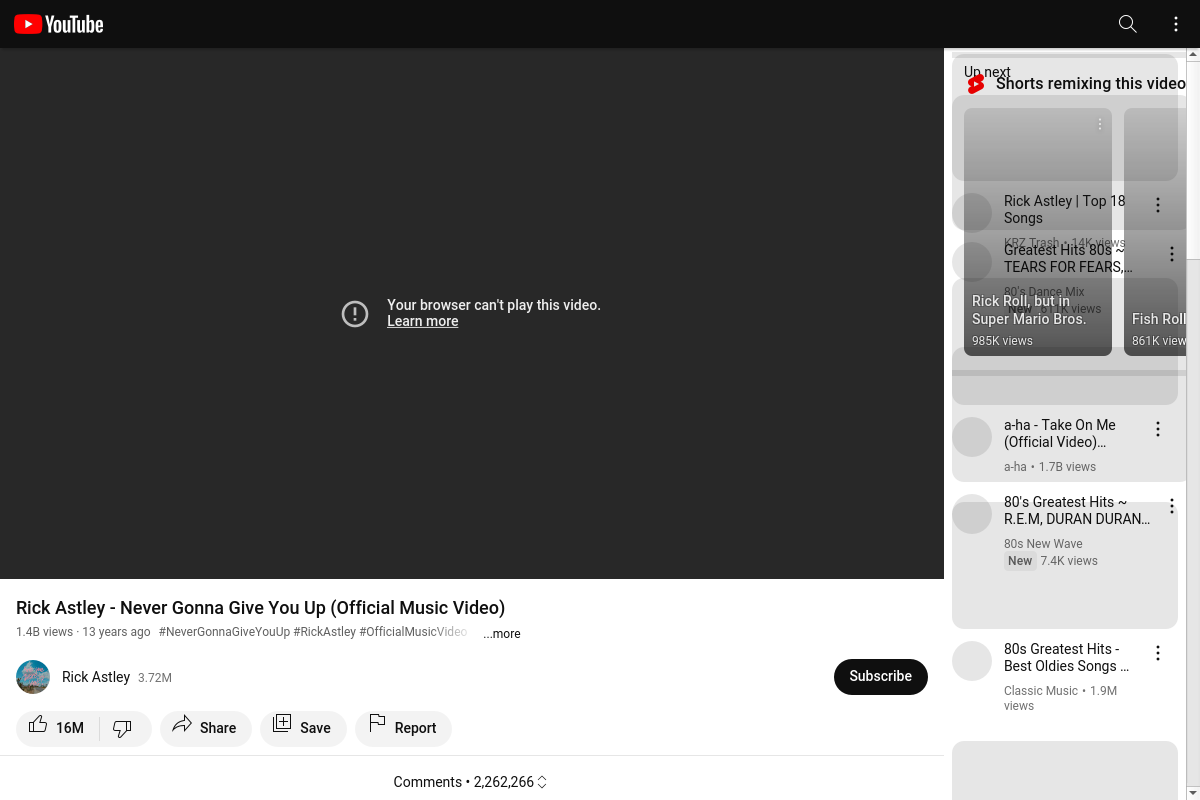 YouTube
Your browser can't play this video.
Learn more
Rick Astley - Never Gonna Give You Up (Official Music Video)
1.4B views · 13 years ago #NeverGonnaGiveYouUp #RickAstley #OfficialMusicVideo ...more
Rick Astley 3.72M
Subscribe
16M
Share
Save
Report
Comments • 2,262,266
Up next
Shorts remixing this video
Rick Astley | Top 18
Songs
KRZ Trash • 14K views
Greatest Hits 80s ~
TEARS FOR FEARS,...
80's Dance Mix
New 611K views
Rick Roll, but in
Super Mario Bros.
985K views
Fish Roll
861K view
a-ha - Take On Me
(Official Video)...
a-ha • 1.7B views
80's Greatest Hits ~
R.E.M, DURAN DURAN...
80s New Wave
New 7.4K views
80s Greatest Hits -
Best Oldies Songs ...
Classic Music • 1.9M
views